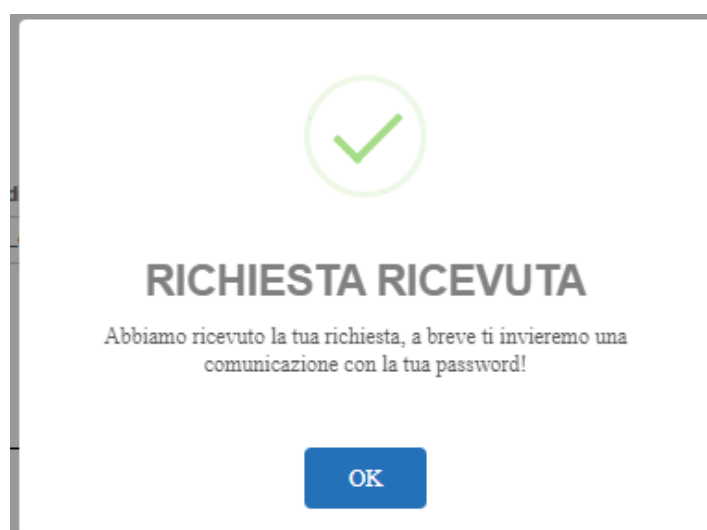 RICHIESTA RICEVUTA
Abbiamo ricevuto la tua richiesta, a breve ti invieremo una
comunicazione con la tua password!
OK